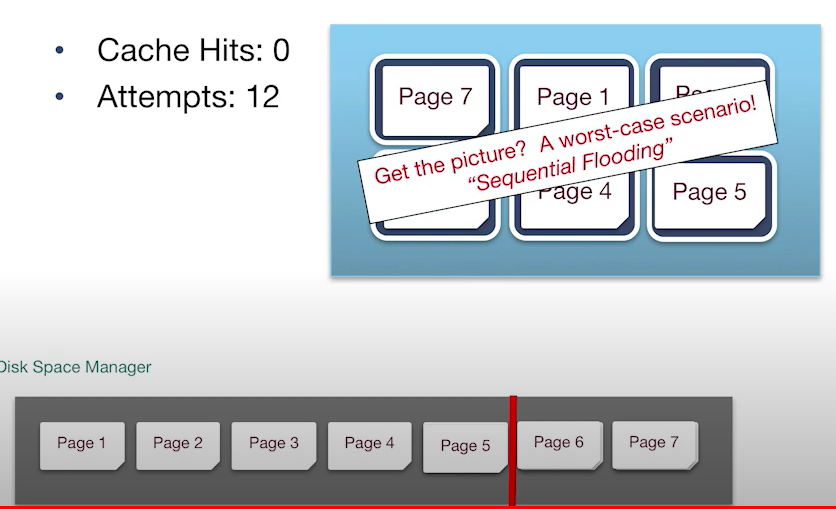 Cache Hits: 0
Attempts: 12
Page 7
Page 1
Get the picture? A worst-case scenario!
"Sequential Flooding"
Page 4
Page 5
Disk Space Manager
Page 1
Page 2
Page 3
Page 4
Page 5
Page 6
Page 7